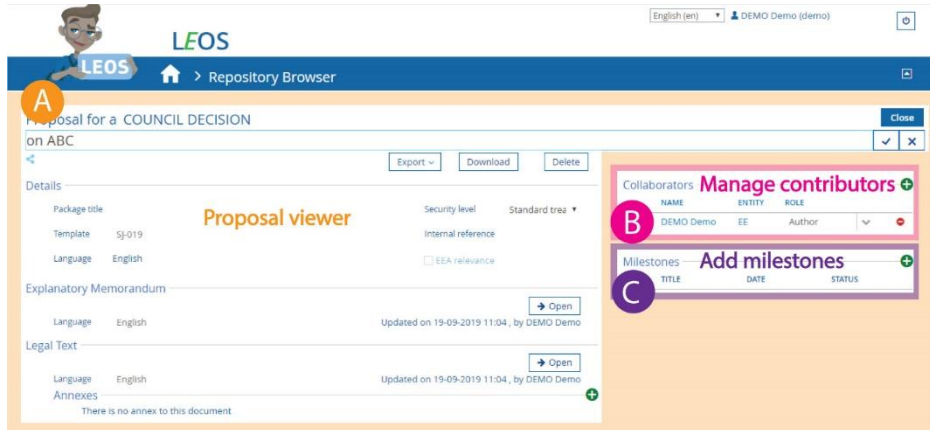 English (en) DEMO Demo (demo)
LEOS
LEOS
> Repository Browser
A
Proposal for a COUNCIL DECISION
Close
on ABC
Export Download Delete
Details
Package title
Security level Standard trea
Proposal viewer
Template SJ-019
Internal reference
Language English
EEA relevance
Explanatory Memorandum
Open
Language English
Updated on 19-09-2019 11:04 , by DEMO Demo
Legal Text
Open
Language English
Updated on 19-09-2019 11:04 , by DEMO Demo
Annexes
There is no annex to this document
Collaborators Manage contributors
NAME ENTITY ROLE
B DEMO Demo EE Author
Milestones Add milestones
C TITLE DATE STATUS